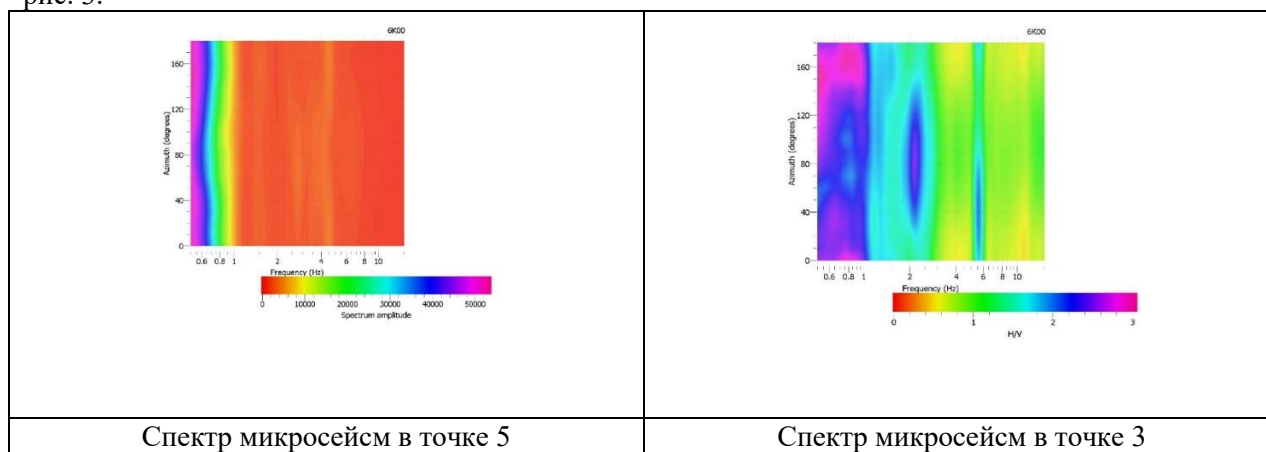 рис. 3.
6K00
160
120
80
40
0
Azimuth (degrees)
0.6 0.8 1 2 4 6 8 10
Frequency (Hz)
0 10000 20000 30000 40000 50000
Spectrum amplitude
6K00
160
120
80
40
0
Azimuth (degrees)
0.6 0.8 1 2 4 6 8 10
Frequency (Hz)
0 1 2 3
H/V
Спектр микросейсм в точке 5
Спектр микросейсм в точке 3